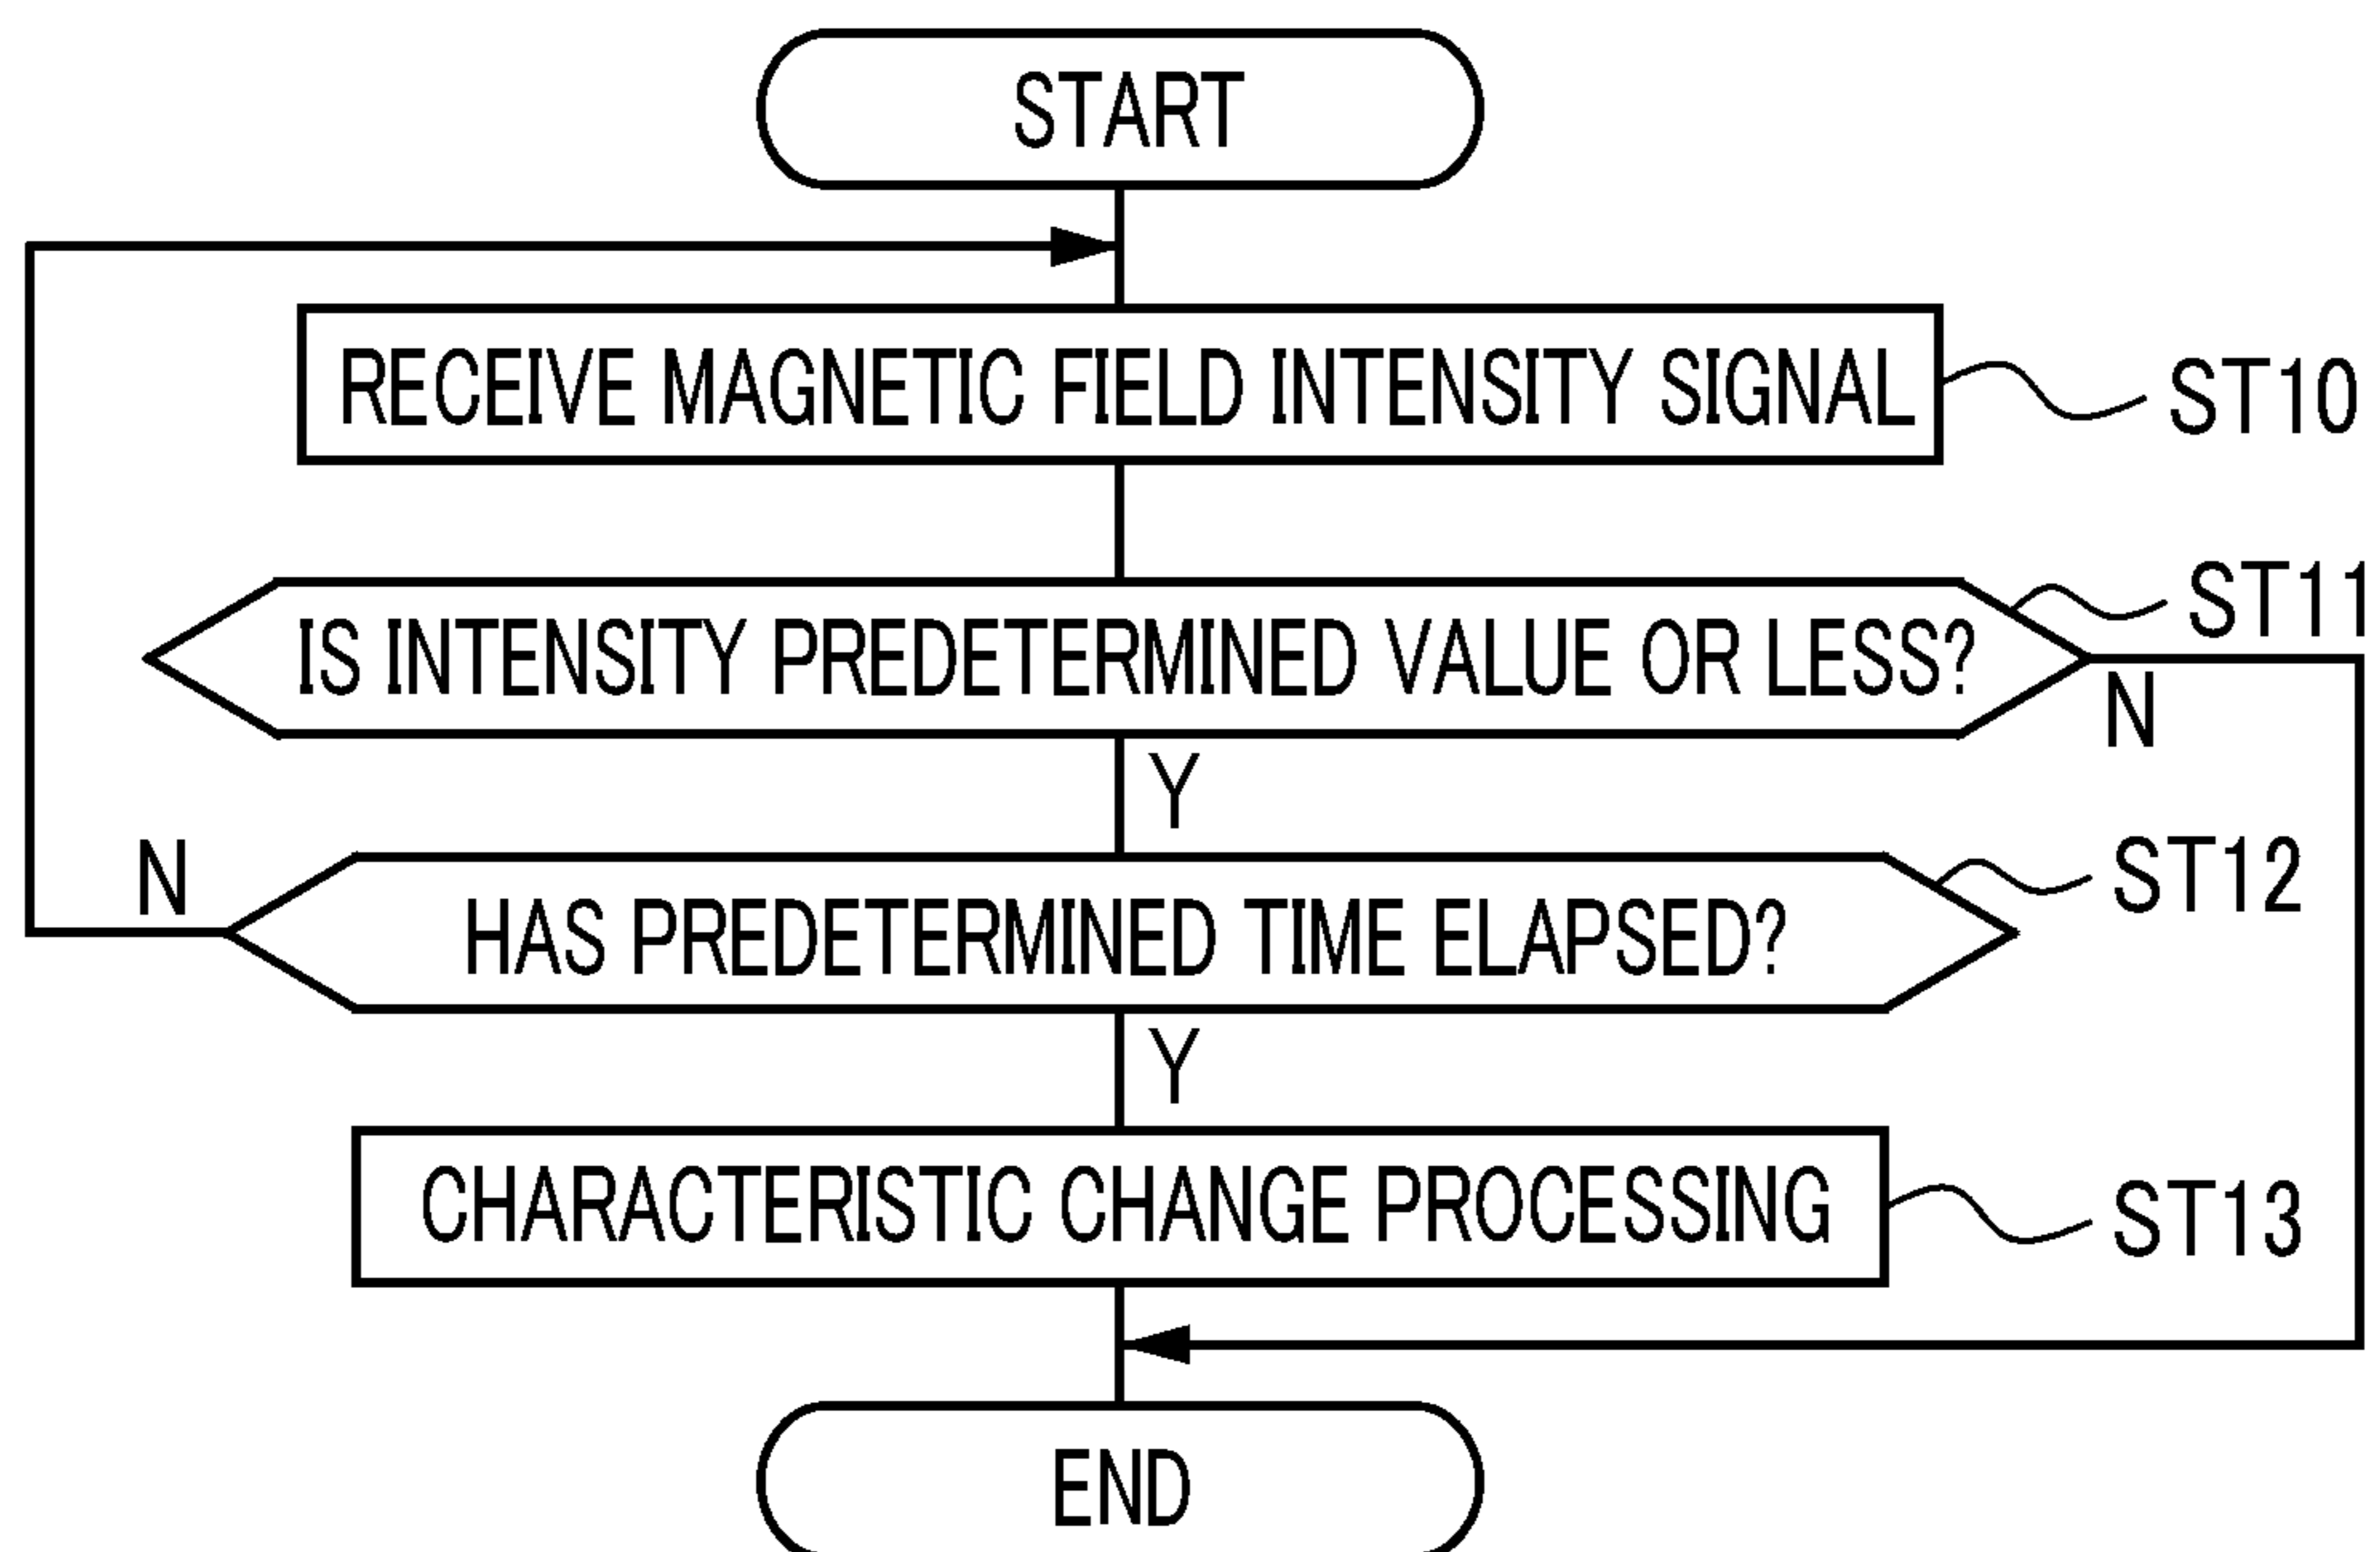 START
RECEIVE MAGNETIC FIELD INTENSITY SIGNAL
ST10
ST11
IS INTENSITY PREDETERMINED VALUE OR LESS?
N
Y
N
ST12
HAS PREDETERMINED TIME ELAPSED?
Y
CHARACTERISTIC CHANGE PROCESSING
ST13
END